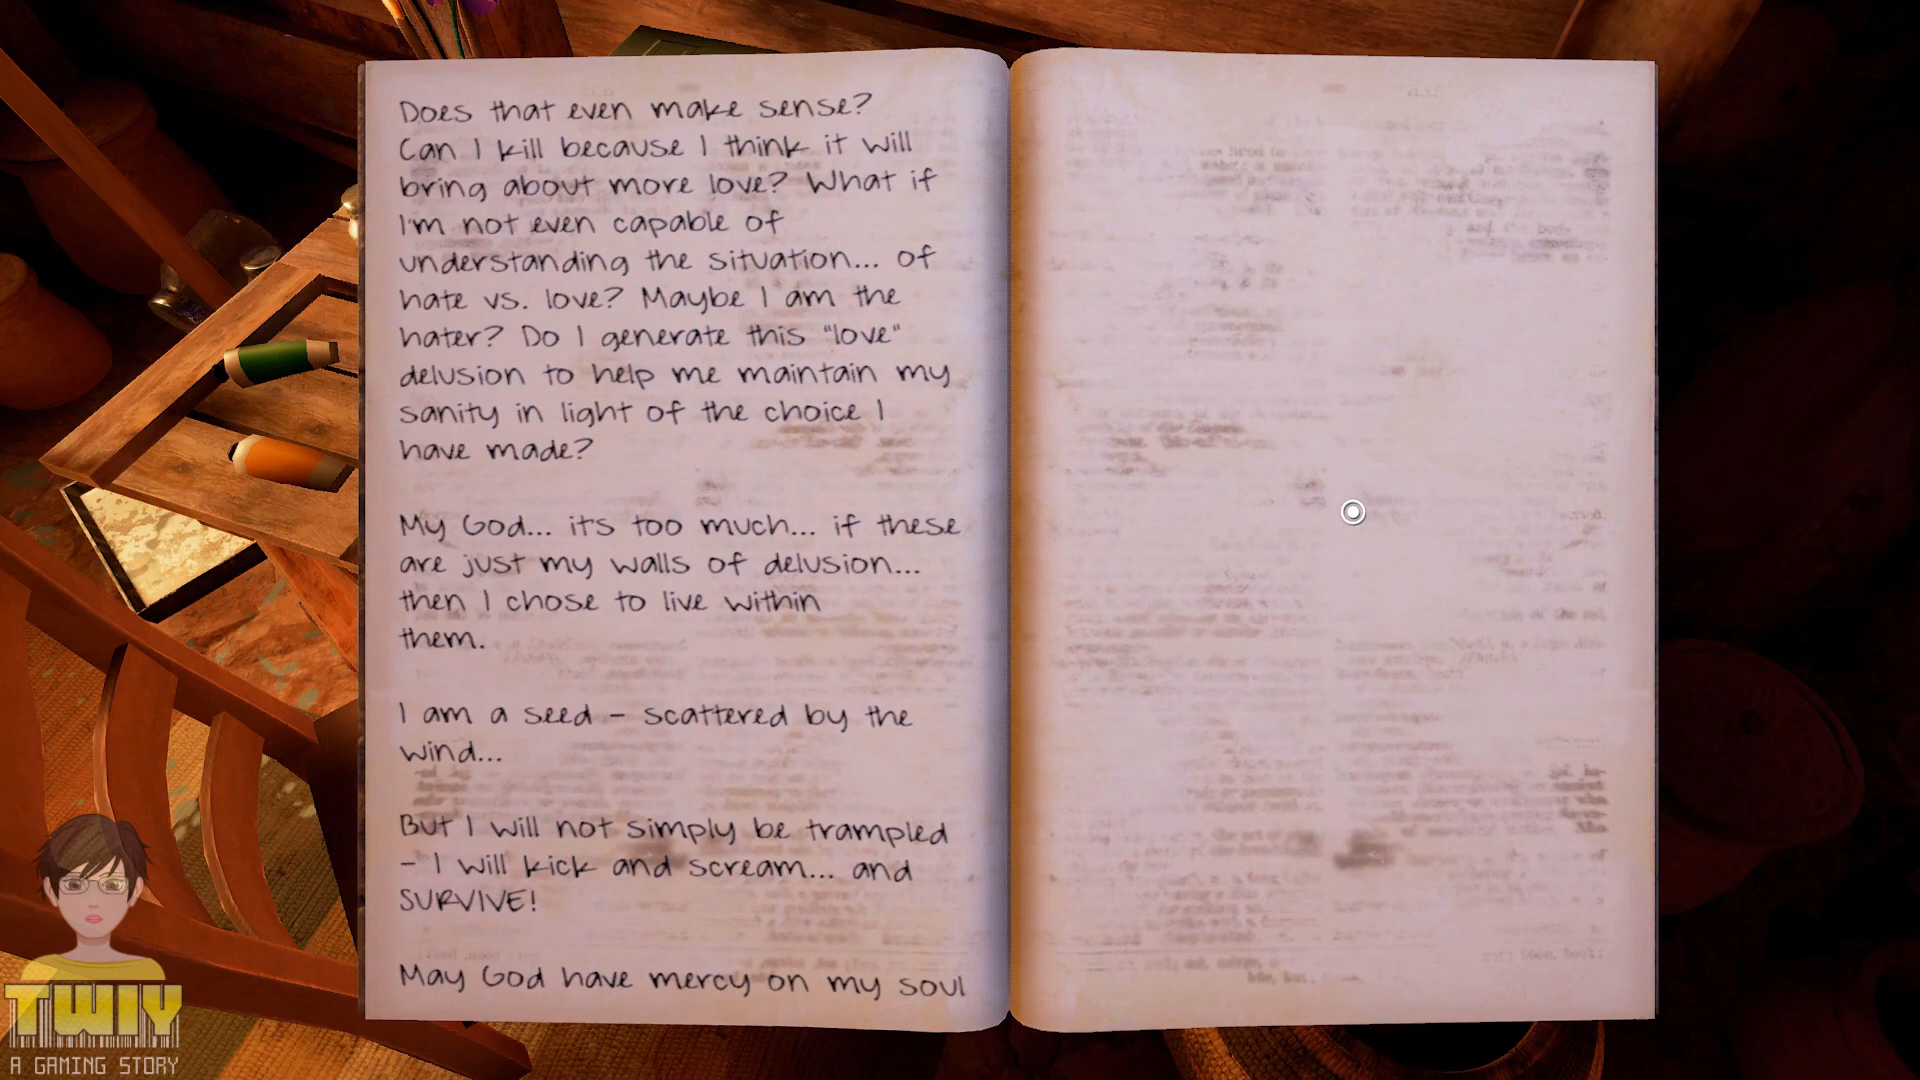 Does that even make sense?
Can I kill because I think it will
bring about more love? What if
I'm not even capable of
understanding the situation... of
hate vs. love? Maybe I am the
hater? Do I generate this "love"
delusion to help me maintain my
sanity in light of the choice I
have made?
My God... its too much... if these
are just my walls of delusion...
then I chose to live within
them.
I am a seed - scattered by the
wind...
But I will not simply be trampled
- I will kick and scream... and
SURVIVE!
May God have mercy on my soul
TWIY
A GAMING STORY